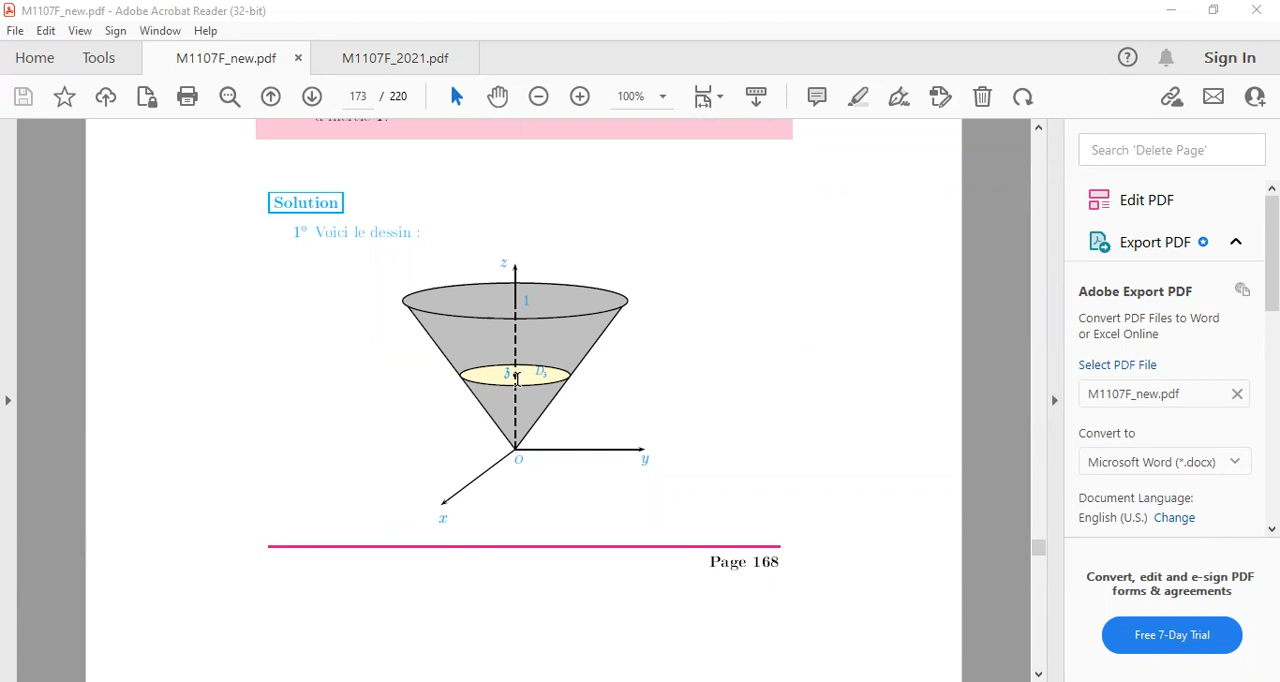 M1107F_new.pdf - Adobe Acrobat Reader (32-bit)
File Edit View Sign Window Help
Home Tools M1107F_new.pdf × M1107F_2021.pdf Sign In
173 / 220 100%
Search 'Delete Page'
Edit PDF
Export PDF
Adobe Export PDF
Convert PDF Files to Word
or Excel Online
Select PDF File
M1107F_new.pdf
Convert to
Microsoft Word (*.docx)
Document Language:
English (U.S.) Change
Convert, edit and e-sign PDF
forms & agreements
Free 7-Day Trial
Solution
1° Voici le dessin :
z
1
𝔷 D𝔷
O
y
x
Page 168